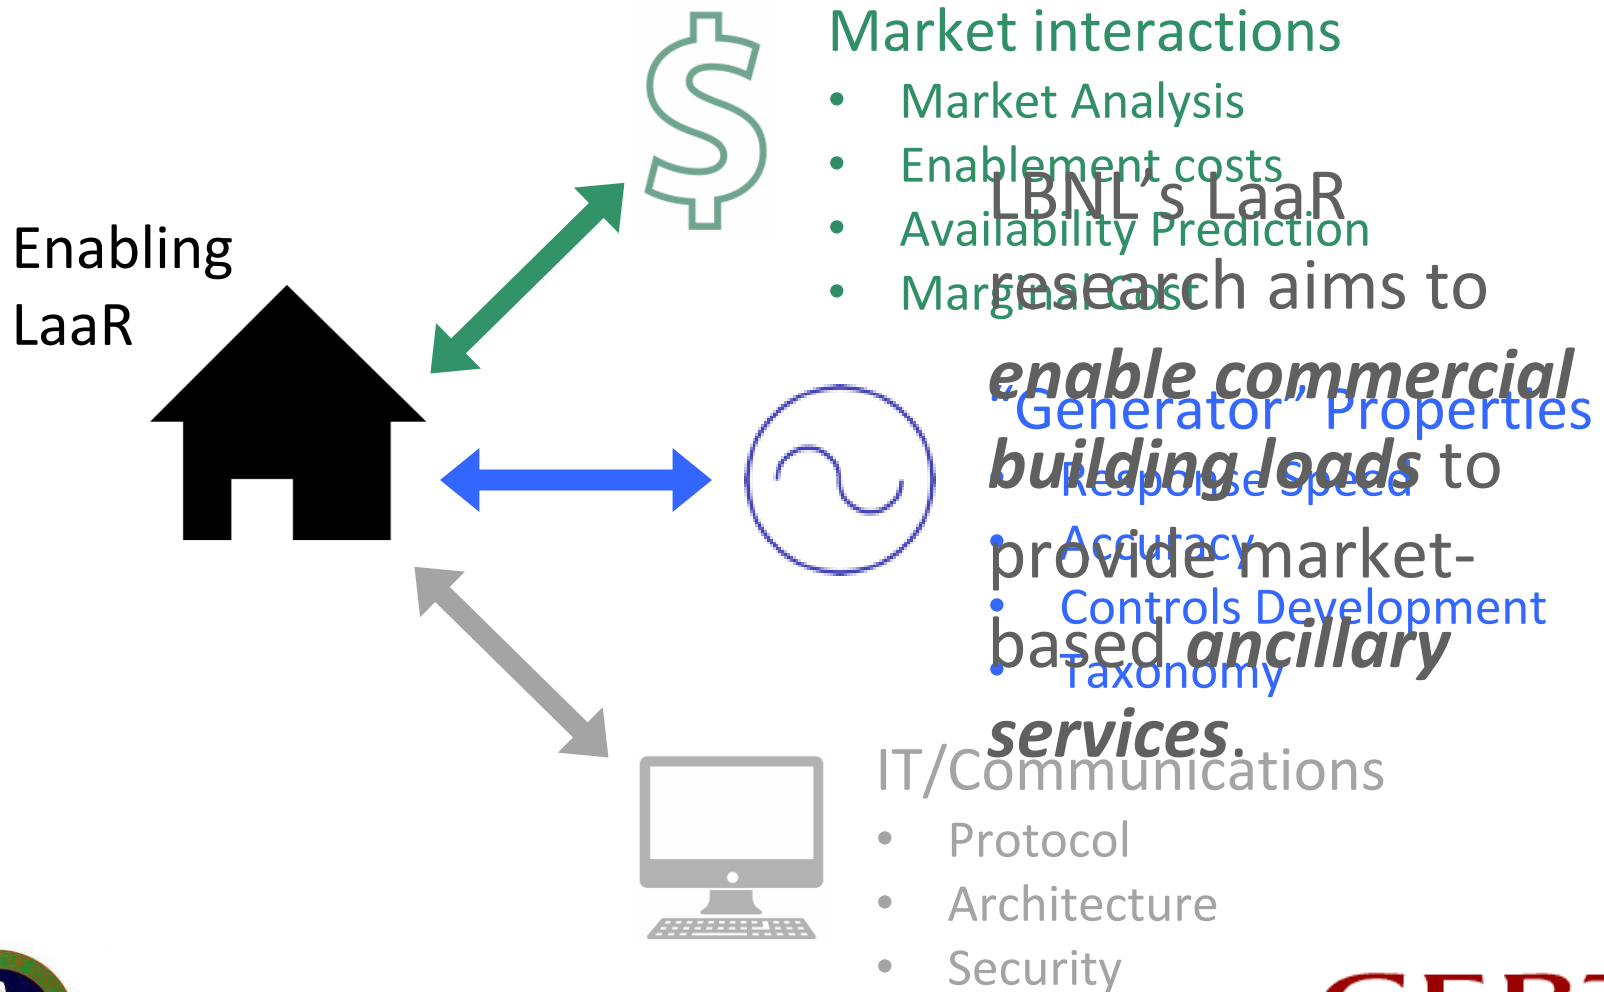 Market interactions
• Market Analysis
• Enablement costs
• Availability Prediction
• Marginal Cost
Enabling
LaaR
LBNL’s LaaR
research aims to
enable commercial
building loads to
provide market-
based ancillary
services.
“Generator” Properties
• Response Speed
• Accuracy
• Controls Development
• Taxonomy
IT/Communications
• Protocol
• Architecture
• Security